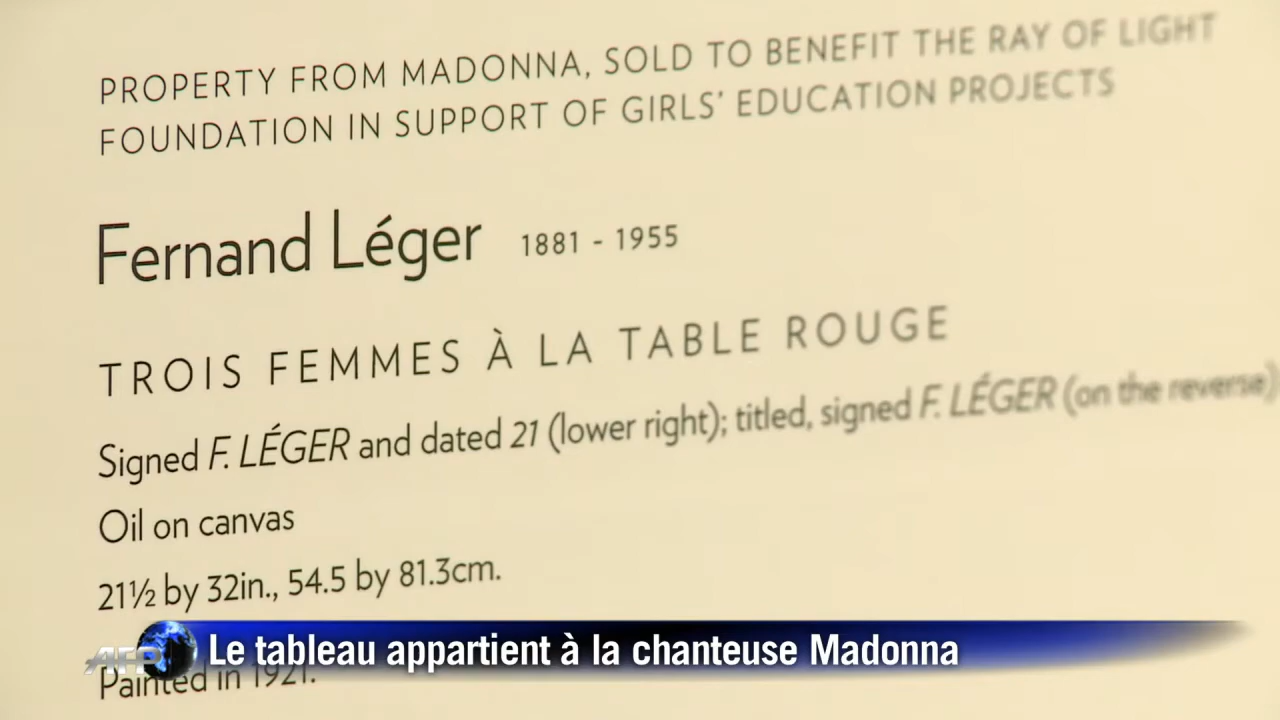 PROPERTY FROM MADONNA, SOLD TO BENEFIT THE RAY OF LIGHT
FOUNDATION IN SUPPORT OF GIRLS' EDUCATION PROJECTS
Fernand Léger 1881 - 1955
TROIS FEMMES À LA TABLE ROUGE
Signed F. LÉGER and dated 21 (lower right); titled, signed F. LÉGER (on the reverse)
Oil on canvas
21½ by 32in., 54.5 by 81.3cm.
Le tableau appartient à la chanteuse Madonna
AFP
Painted in 1921.